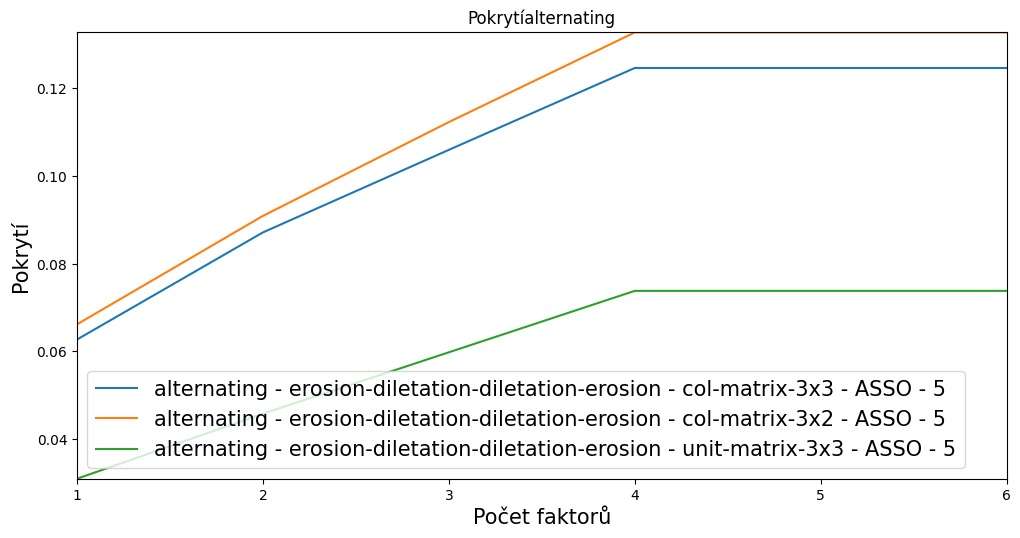 Pokrytíalternating
Pokrytí
0.12
0.10
0.08
0.06
0.04
alternating - erosion-diletation-diletation-erosion - col-matrix-3x3 - ASSO - 5
alternating - erosion-diletation-diletation-erosion - col-matrix-3x2 - ASSO - 5
alternating - erosion-diletation-diletation-erosion - unit-matrix-3x3 - ASSO - 5
1 2 3 4 5 6
Počet faktorů